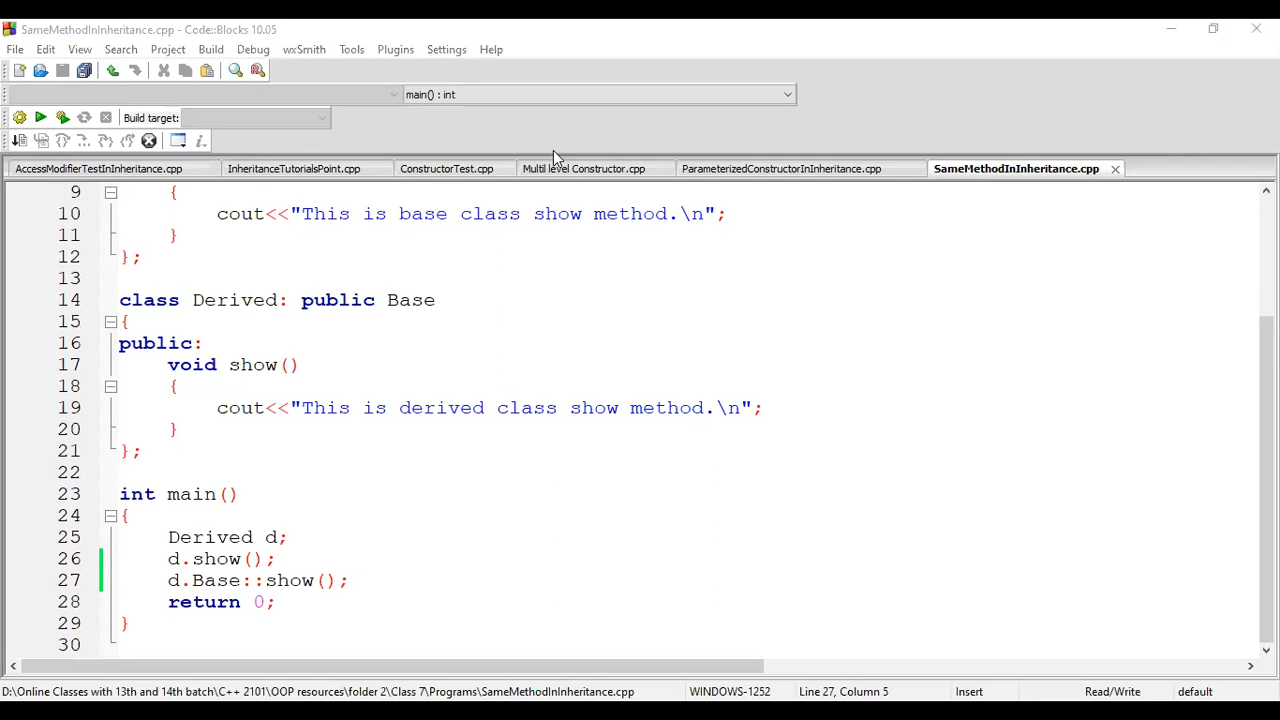 SameMethodInInheritance.cpp - Code::Blocks 10.05
File Edit View Search Project Build Debug wxSmith Tools Plugins Settings Help
main() : int
Build target:
AccessModifierTestInInheritance.cpp InheritanceTutorialsPoint.cpp ConstructorTest.cpp Multi level Constructor.cpp ParameterizedConstructorInInheritance.cpp SameMethodInInheritance.cpp
9 {
10 cout<<"This is base class show method.\n";
11 }
12 };
13
14 class Derived: public Base
15 {
16 public:
17 void show()
18 {
19 cout<<"This is derived class show method.\n";
20 }
21 };
22
23 int main()
24 {
25 Derived d;
26 d.show();
27 d.Base::show();
28 return 0;
29 }
30
D:\Online Classes with 13th and 14th batch\C++ 2101\OOP resources\folder 2\Class 7\Programs\SameMethodInInheritance.cpp WINDOWS-1252 Line 27, Column 5 Insert Read/Write default